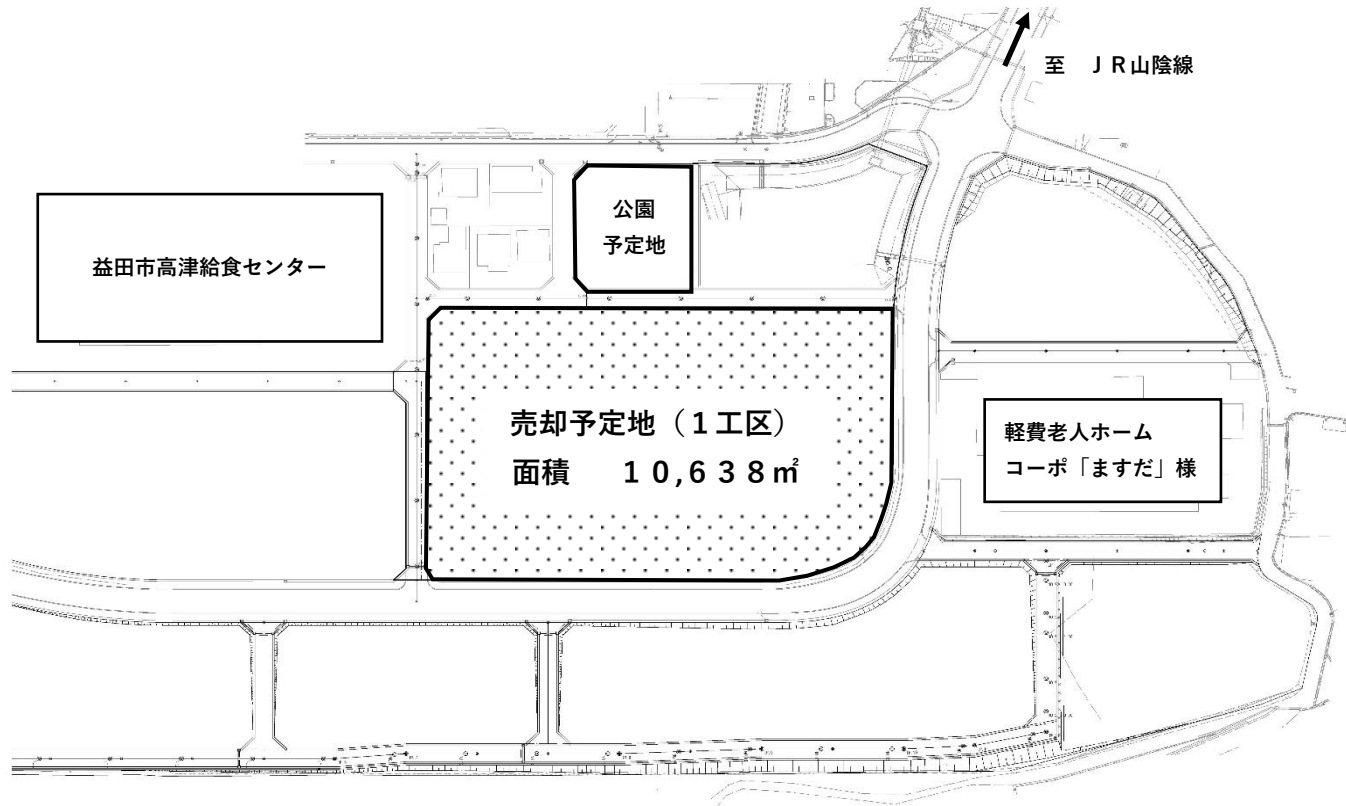 至　ＪＲ山陰線
公園
予定地
益田市高津給食センター
売却予定地（１工区）
面積　　１０,６３８㎡
軽費老人ホーム
コーポ「ますだ」様